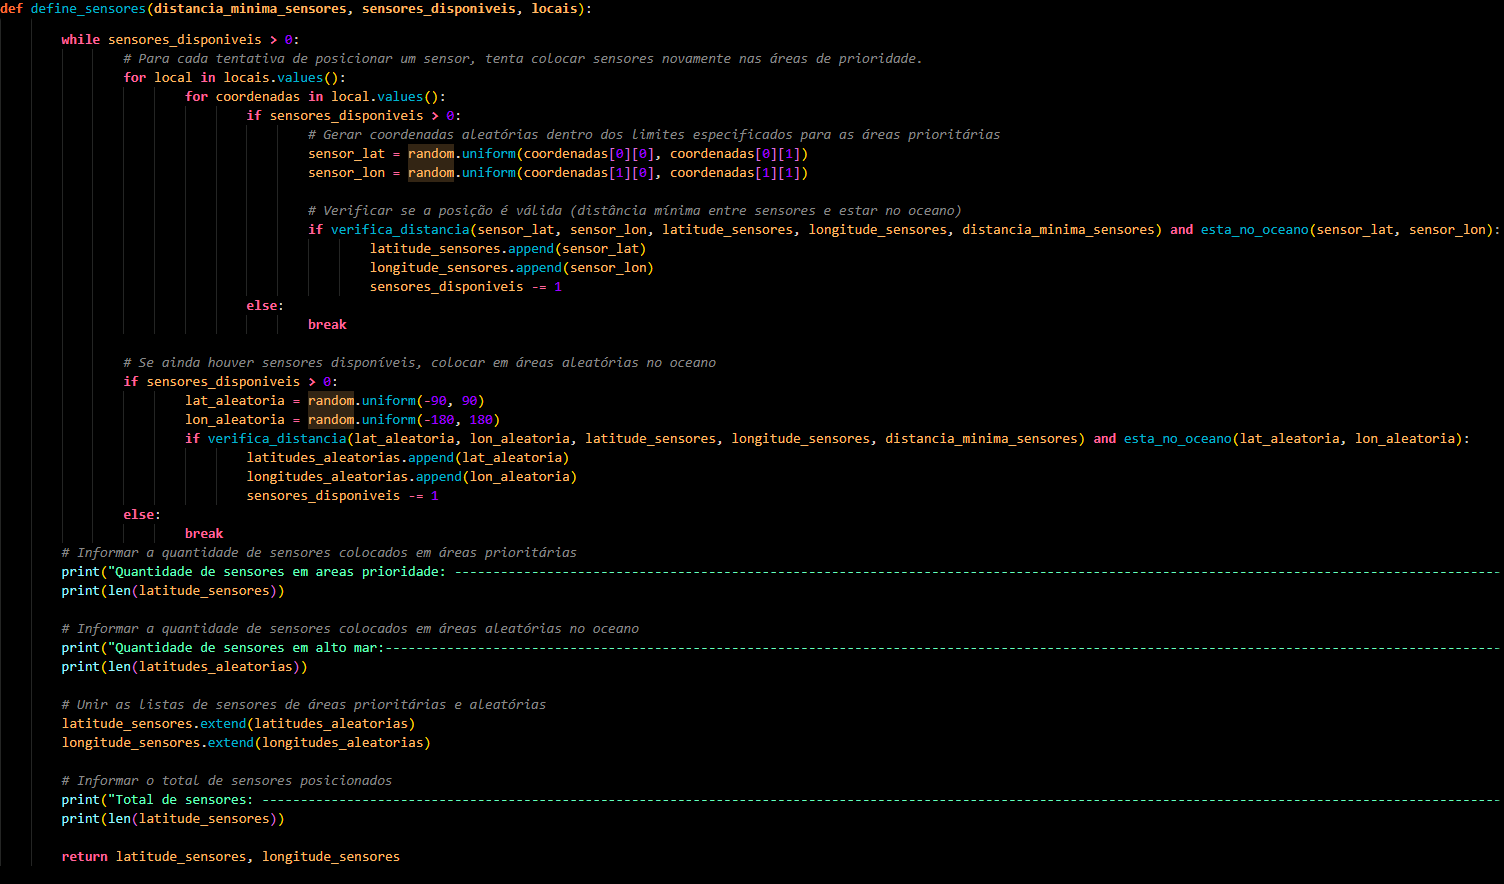 def define_sensores(distancia_minima_sensores, sensores_disponiveis, locais):
while sensores_disponiveis > 0:
# Para cada tentativa de posicionar um sensor, tenta colocar sensores novamente nas áreas de prioridade.
for local in locais.values():
for coordenadas in local.values():
if sensores_disponiveis > 0:
# Gerar coordenadas aleatórias dentro dos limites especificados para as áreas prioritárias
sensor_lat = random.uniform(coordenadas[0][0], coordenadas[0][1])
sensor_lon = random.uniform(coordenadas[1][0], coordenadas[1][1])
# Verificar se a posição é válida (distância mínima entre sensores e estar no oceano)
if verifica_distancia(sensor_lat, sensor_lon, latitude_sensores, longitude_sensores, distancia_minima_sensores) and esta_no_oceano(sensor_lat, sensor_lon):
latitude_sensores.append(sensor_lat)
longitude_sensores.append(sensor_lon)
sensores_disponiveis -= 1
else:
break
# Se ainda houver sensores disponíveis, colocar em áreas aleatórias no oceano
if sensores_disponiveis > 0:
lat_aleatoria = random.uniform(-90, 90)
lon_aleatoria = random.uniform(-180, 180)
if verifica_distancia(lat_aleatoria, lon_aleatoria, latitude_sensores, longitude_sensores, distancia_minima_sensores) and esta_no_oceano(lat_aleatoria, lon_aleatoria):
latitudes_aleatorias.append(lat_aleatoria)
longitudes_aleatorias.append(lon_aleatoria)
sensores_disponiveis -= 1
else:
break
# Informar a quantidade de sensores colocados em áreas prioritárias
print("Quantidade de sensores em areas prioridade: ----------------------------------------------------------------------------------------------------------------------------------------
print(len(latitude_sensores))
# Informar a quantidade de sensores colocados em áreas aleatórias no oceano
print("Quantidade de sensores em alto mar:-------------------------------------------------------------------------------------------------------------------------------------------------
print(len(latitudes_aleatorias))
# Unir as listas de sensores de áreas prioritárias e aleatórias
latitude_sensores.extend(latitudes_aleatorias)
longitude_sensores.extend(longitudes_aleatorias)
# Informar o total de sensores posicionados
print("Total de sensores: -----------------------------------------------------------------------------------------------------------------------------------------------------------------
print(len(latitude_sensores))
return latitude_sensores, longitude_sensores